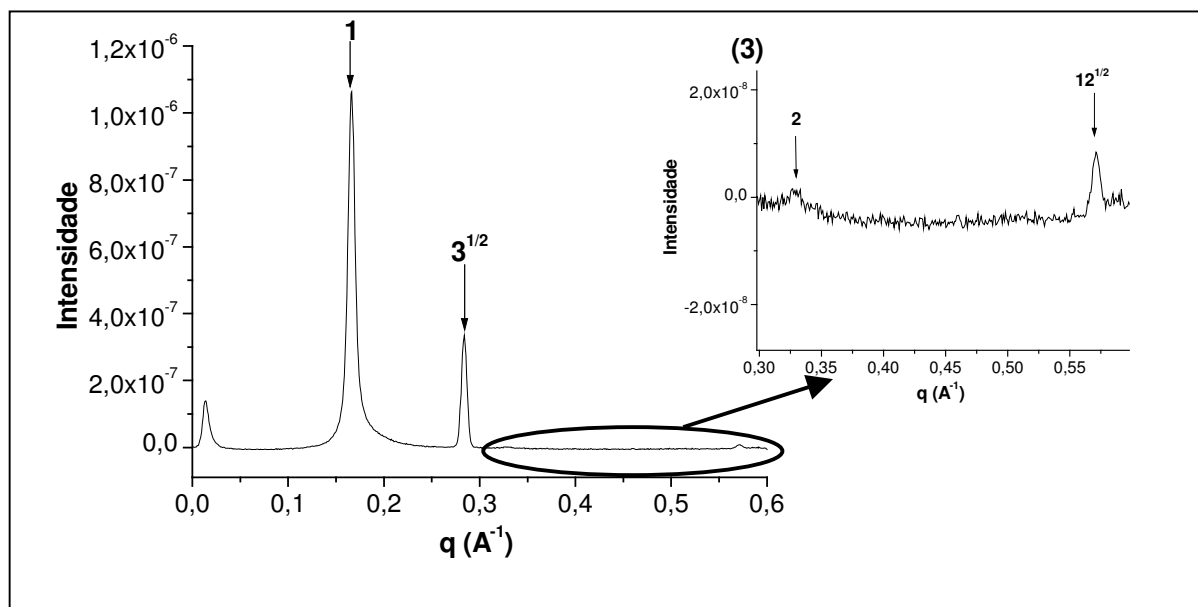 1
3^{1/2}
1,2x10^{-6}
1,0x10^{-6}
8,0x10^{-7}
6,0x10^{-7}
4,0x10^{-7}
2,0x10^{-7}
0,0
Intensidade
0,0 0,1 0,2 0,3 0,4 0,5 0,6
q (A^{-1})
(3)
2
12^{1/2}
2,0x10^{-8}
0,0
-2,0x10^{-8}
Intensidade
0,30 0,35 0,40 0,45 0,50 0,55
q (A^{-1})